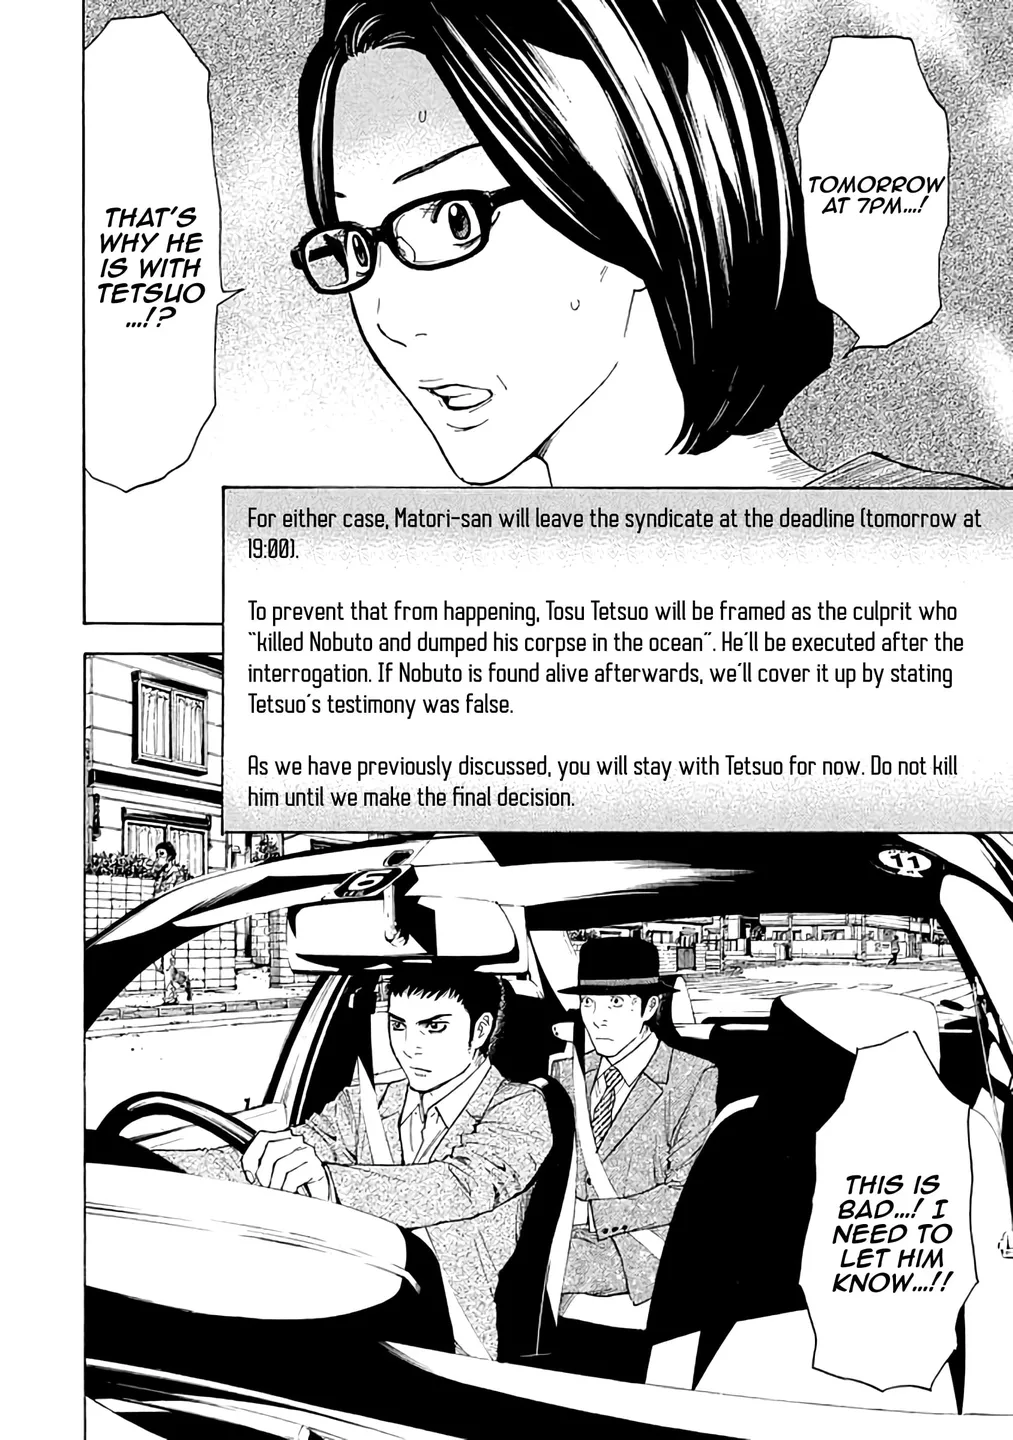 TOMORROW
AT 7PM...!
THAT'S
WHY HE
IS WITH
TETSUO
...!?
For either case, Matori-san will leave the syndicate at the deadline (tomorrow at
19:00).
To prevent that from happening, Tosu Tetsuo will be framed as the culprit who
“killed Nobuto and dumped his corpse in the ocean”. He'll be executed after the
interrogation. If Nobuto is found alive afterwards, we'll cover it up by stating
Tetsuo's testimony was false.
As we have previously discussed, you will stay with Tetsuo for now. Do not kill
him until we make the final decision.
11
THIS IS
BAD...! I
NEED TO
LET HIM
KNOW...!!